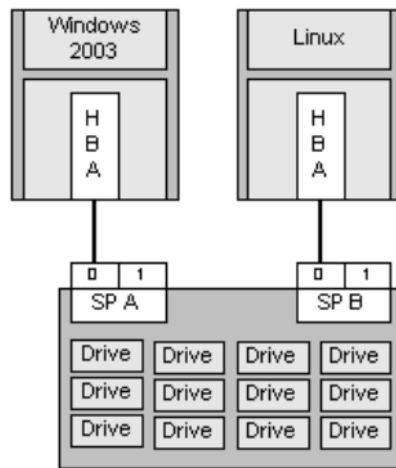 Windows
2003
Linux
H
B
A
H
B
A
0 1
SP A
0 1
SP B
Drive Drive Drive Drive
Drive Drive Drive Drive
Drive Drive Drive Drive